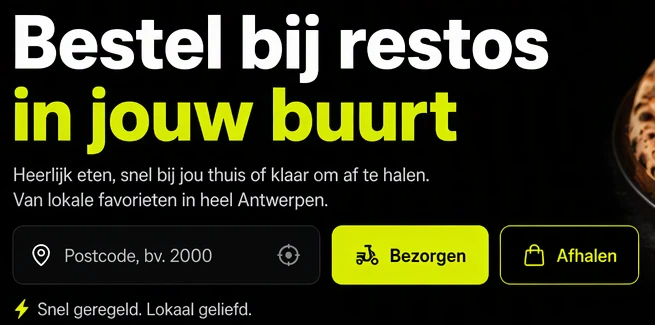 Bestel bij restos
in jouw buurt
Heerlijk eten, snel bij jou thuis of klaar om af te halen.
Van lokale favorieten in heel Antwerpen.
Postcode, bv. 2000
Bezorgen
Afhalen
Snel geregeld. Lokaal geliefd.